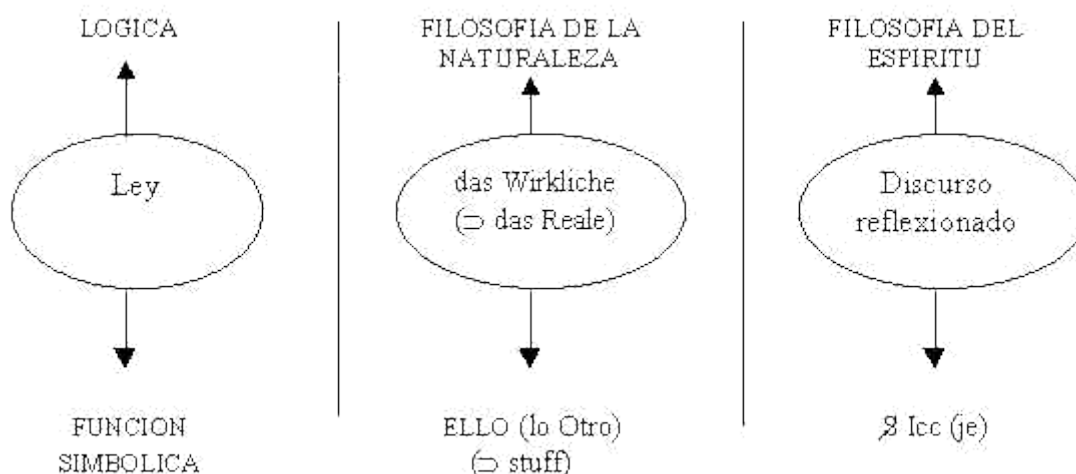 LOGICA
Ley
FUNCION
SIMBOLICA
FILOSOFIA DE LA
NATURALEZA
das Wirkliche
(⊃ das Reale)
ELLO (lo Otro)
(⊃ stuff)
FILOSOFIA DEL
ESPIRITU
Discurso
reflexionado
$ Icc (je)